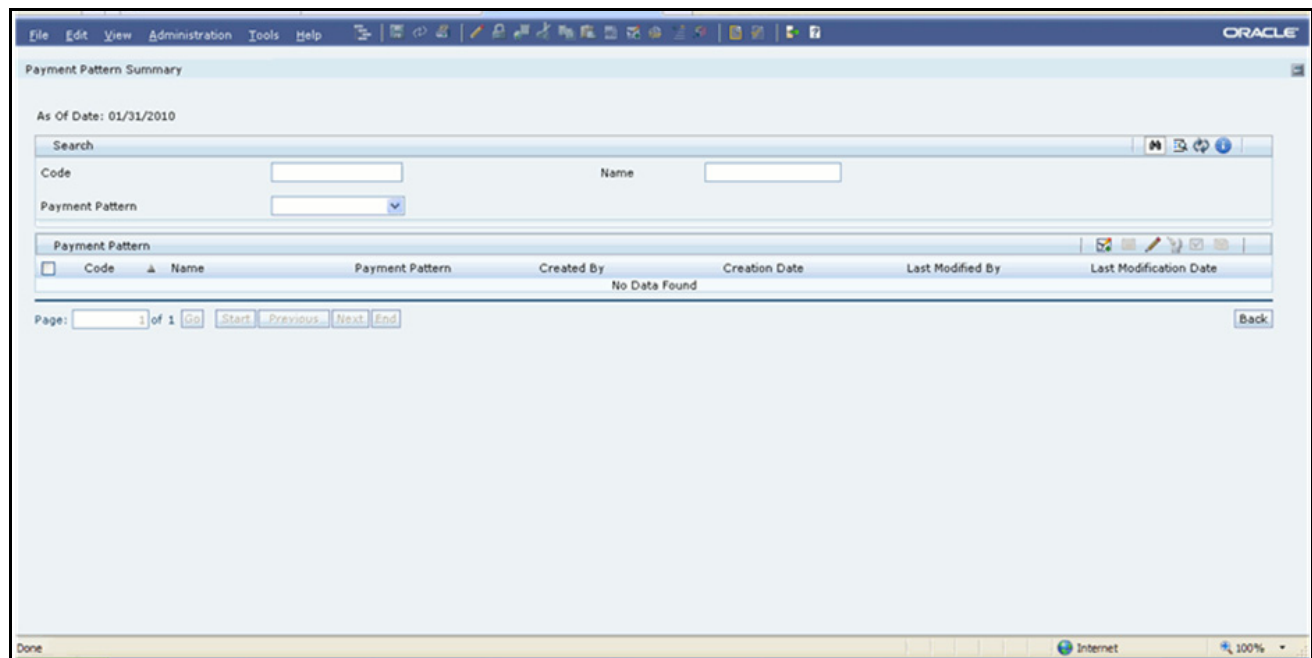 File Edit View Administration Tools Help ORACLE
Payment Pattern Summary
As Of Date: 01/31/2010
Search
Code Name
Payment Pattern
Payment Pattern
Code Name Payment Pattern Created By Creation Date Last Modified By Last Modification Date
No Data Found
Page: 1 of 1 Go Start Previous Next End Back
Done Internet 100%